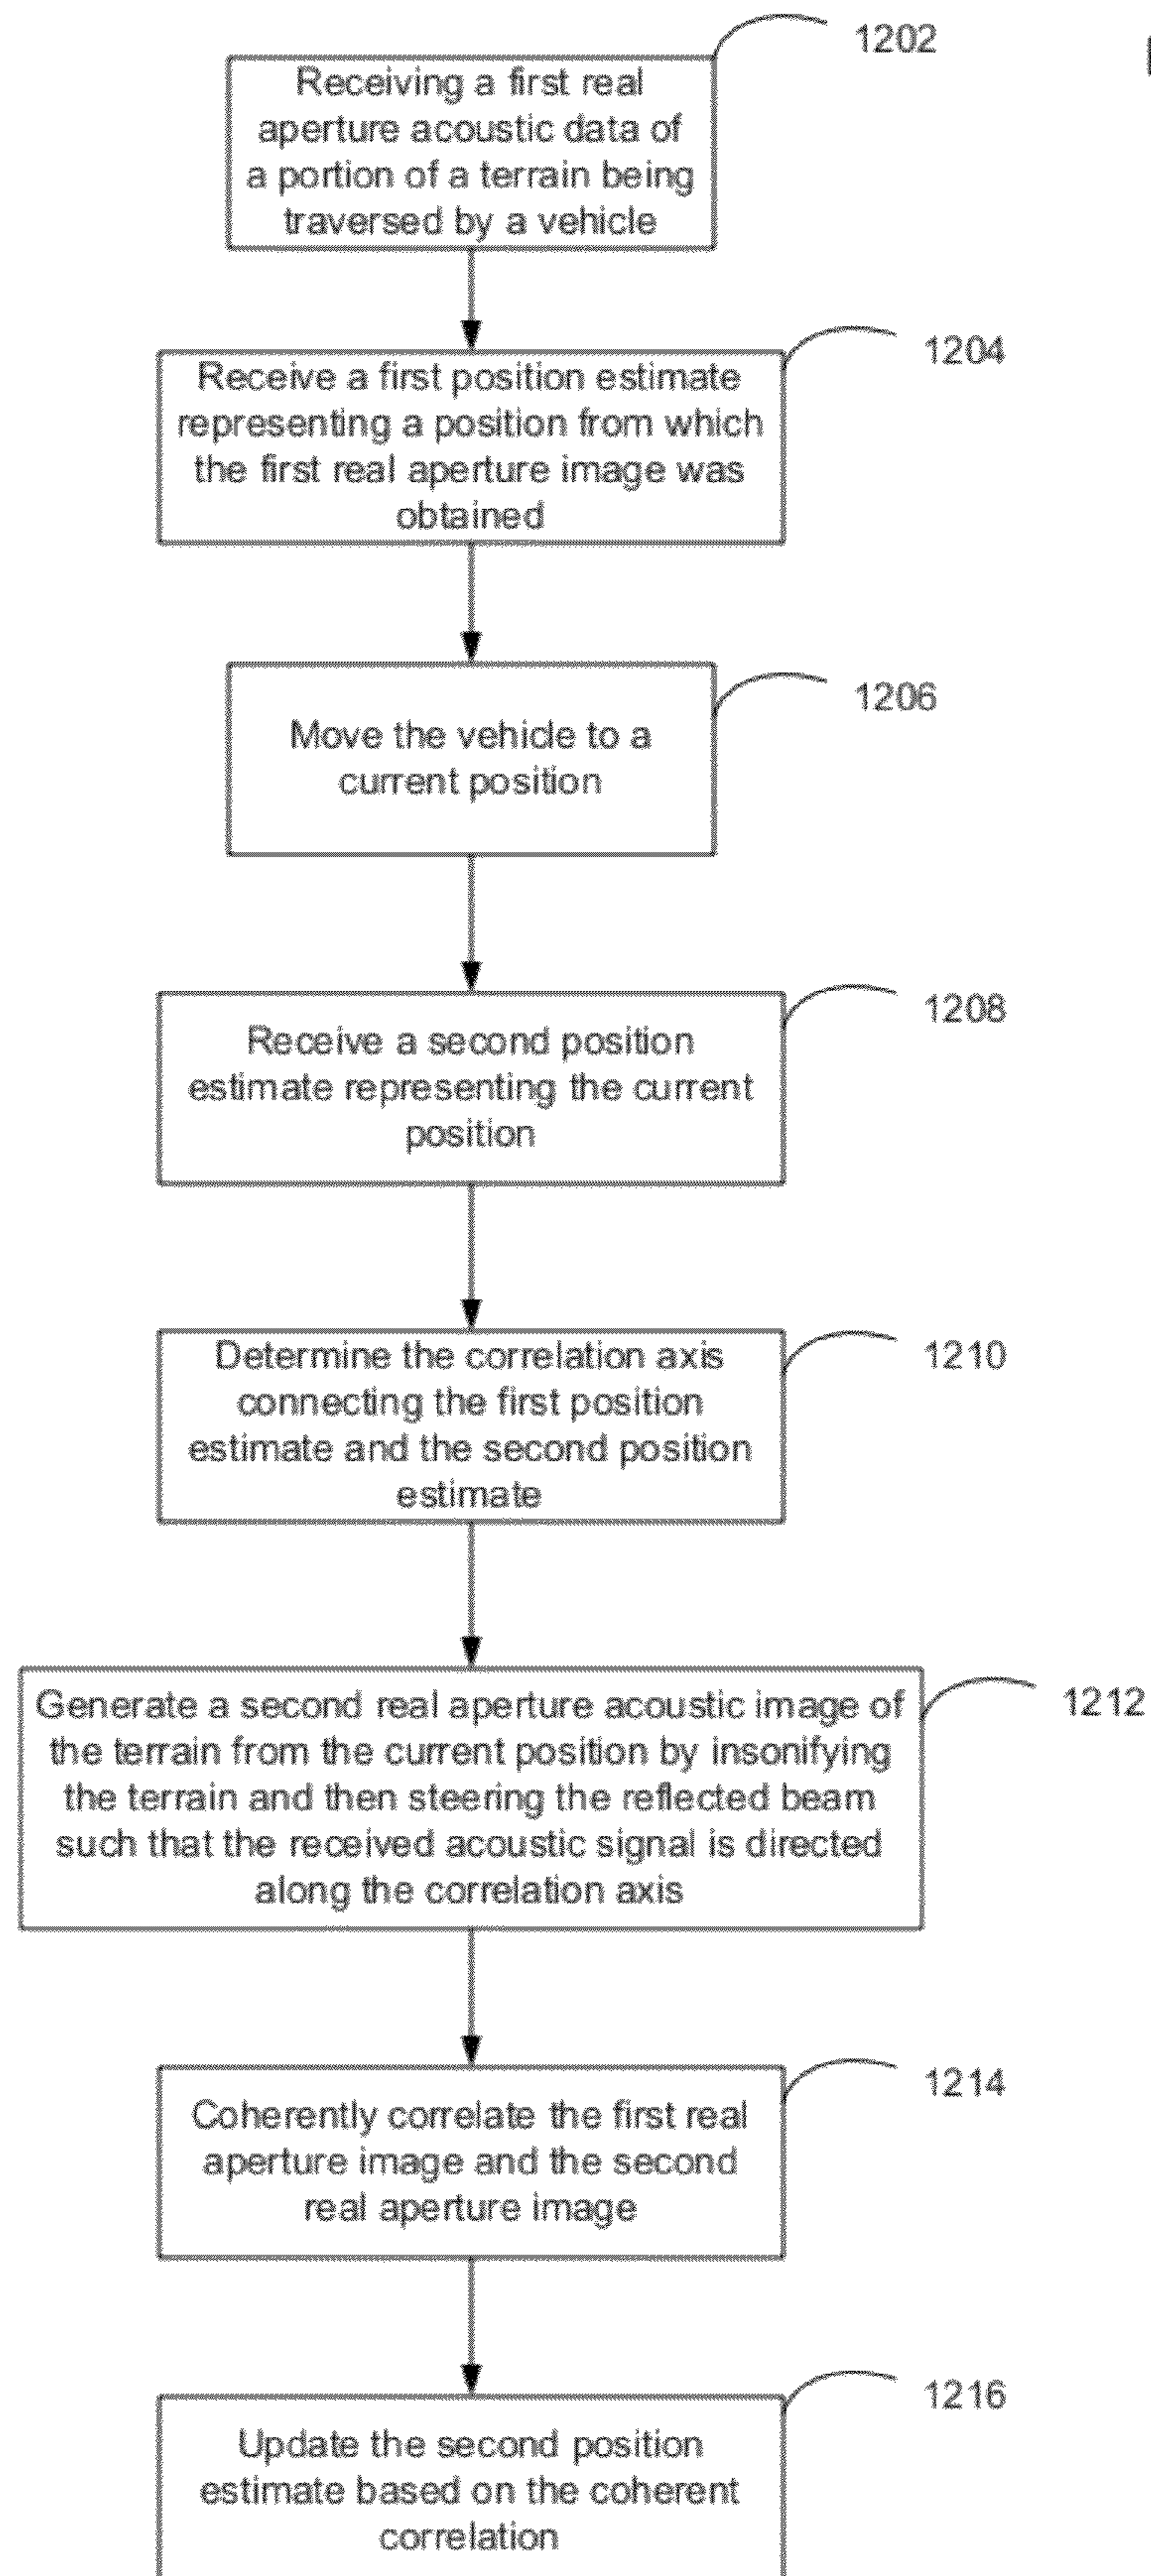 1202
Receiving a first real
aperture acoustic data of
a portion of a terrain being
traversed by a vehicle
1204
Receive a first position estimate
representing a position from which
the first real aperture image was
obtained
1206
Move the vehicle to a
current position
1208
Receive a second position
estimate representing the current
position
1210
Determine the correlation axis
connecting the first position
estimate and the second position
estimate
1212
Generate a second real aperture acoustic image of
the terrain from the current position by insonifying
the terrain and then steering the reflected beam
such that the received acoustic signal is directed
along the correlation axis
1214
Coherently correlate the first real
aperture image and the second
real aperture image
1216
Update the second position
estimate based on the coherent
correlation